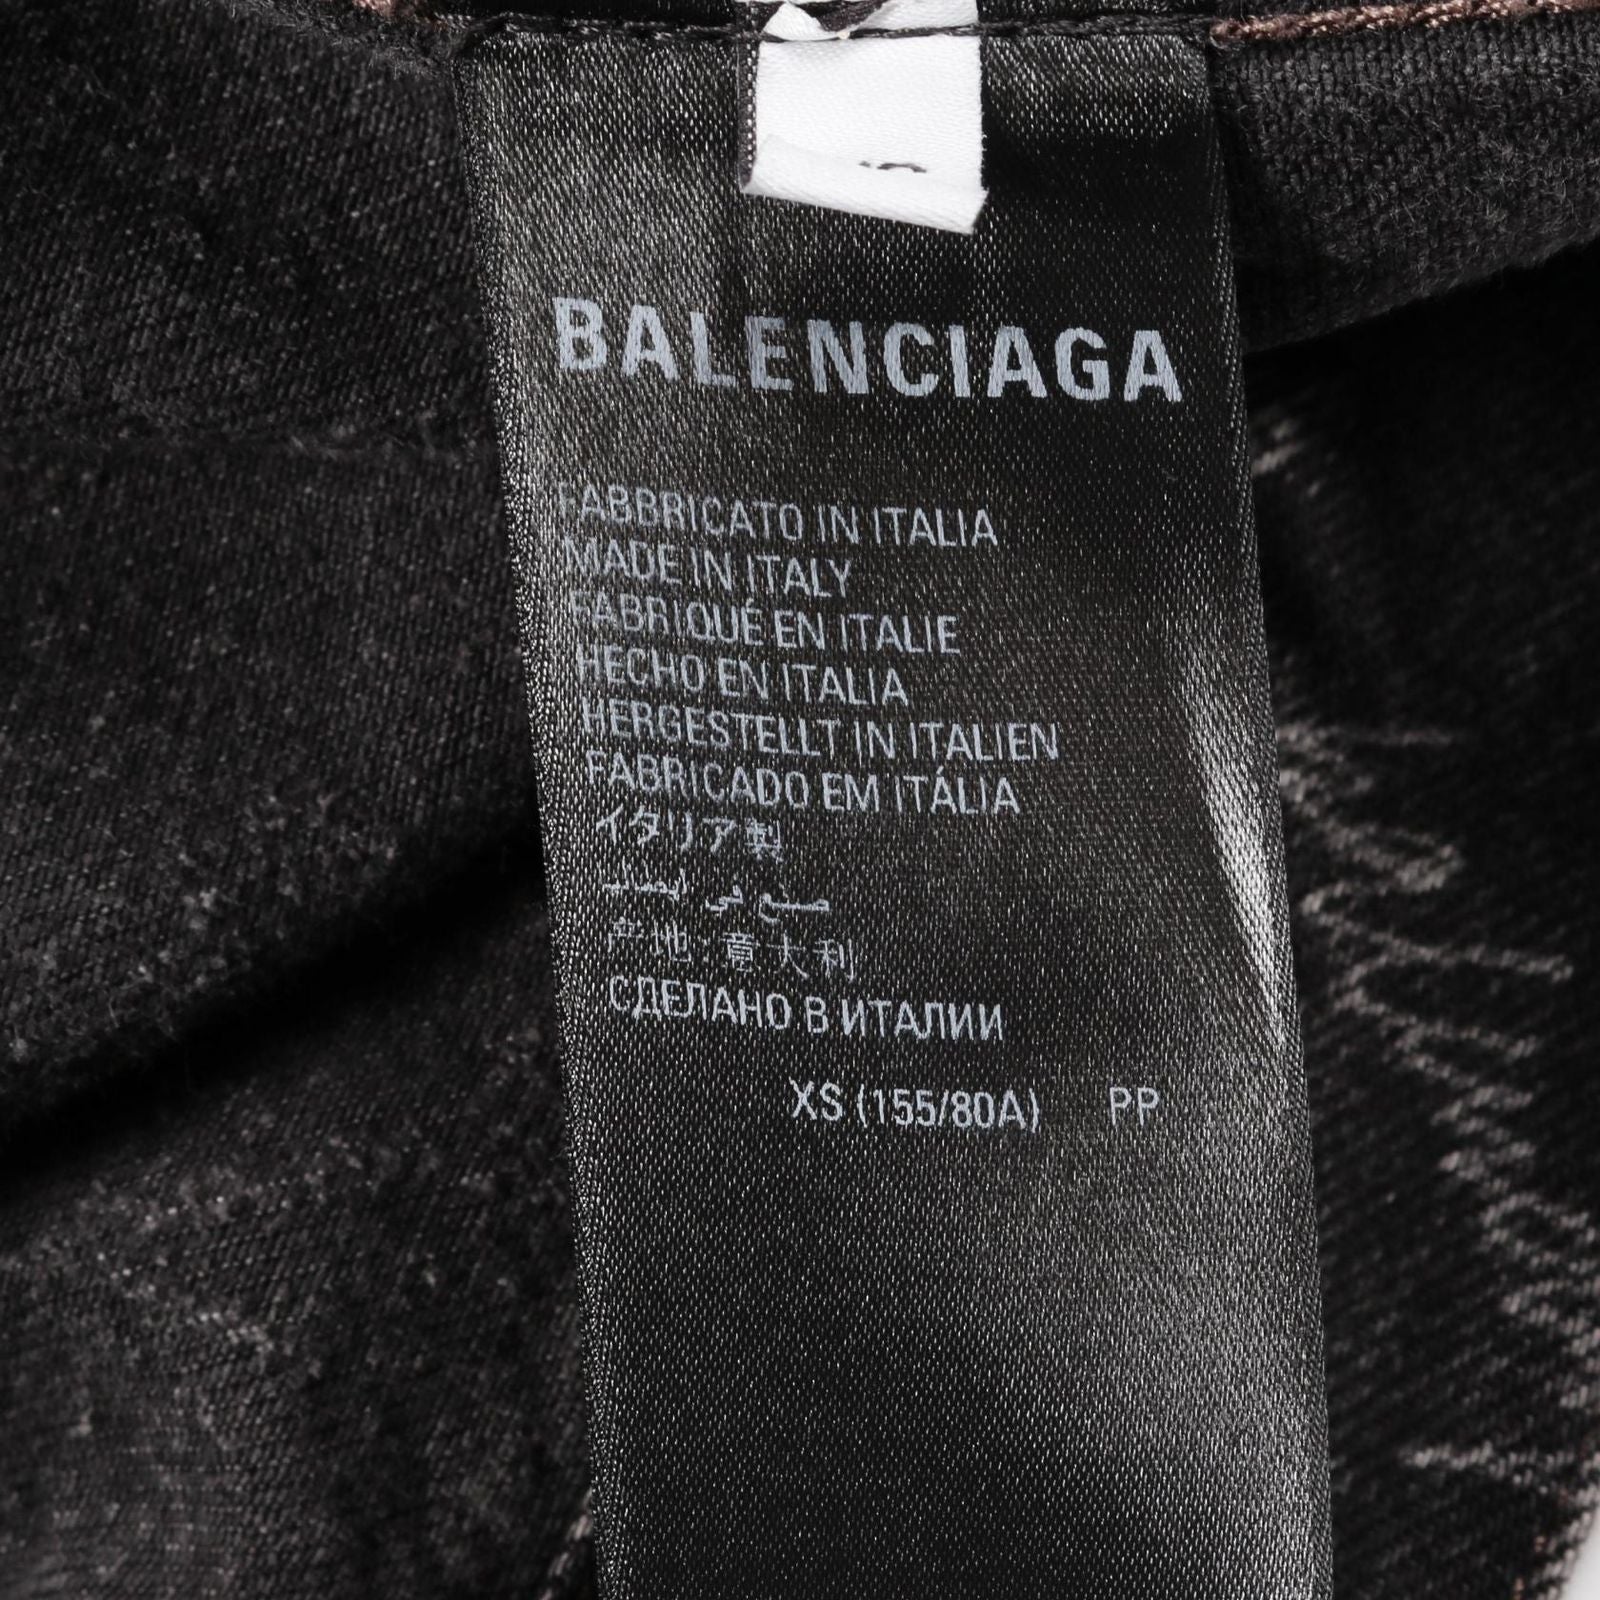 BALENCIAGA
FABBRICATO IN ITALIA
MADE IN ITALY
FABRIQUÉ EN ITALIE
HECHO EN ITALIA
HERGESTELLT IN ITALIEN
FABRICADO EM ITÁLIA
イタリア製
صنع في ايطاليا
产地:意大利
СДЕЛАНО В ИТАЛИИ
XS (155/80A) PP